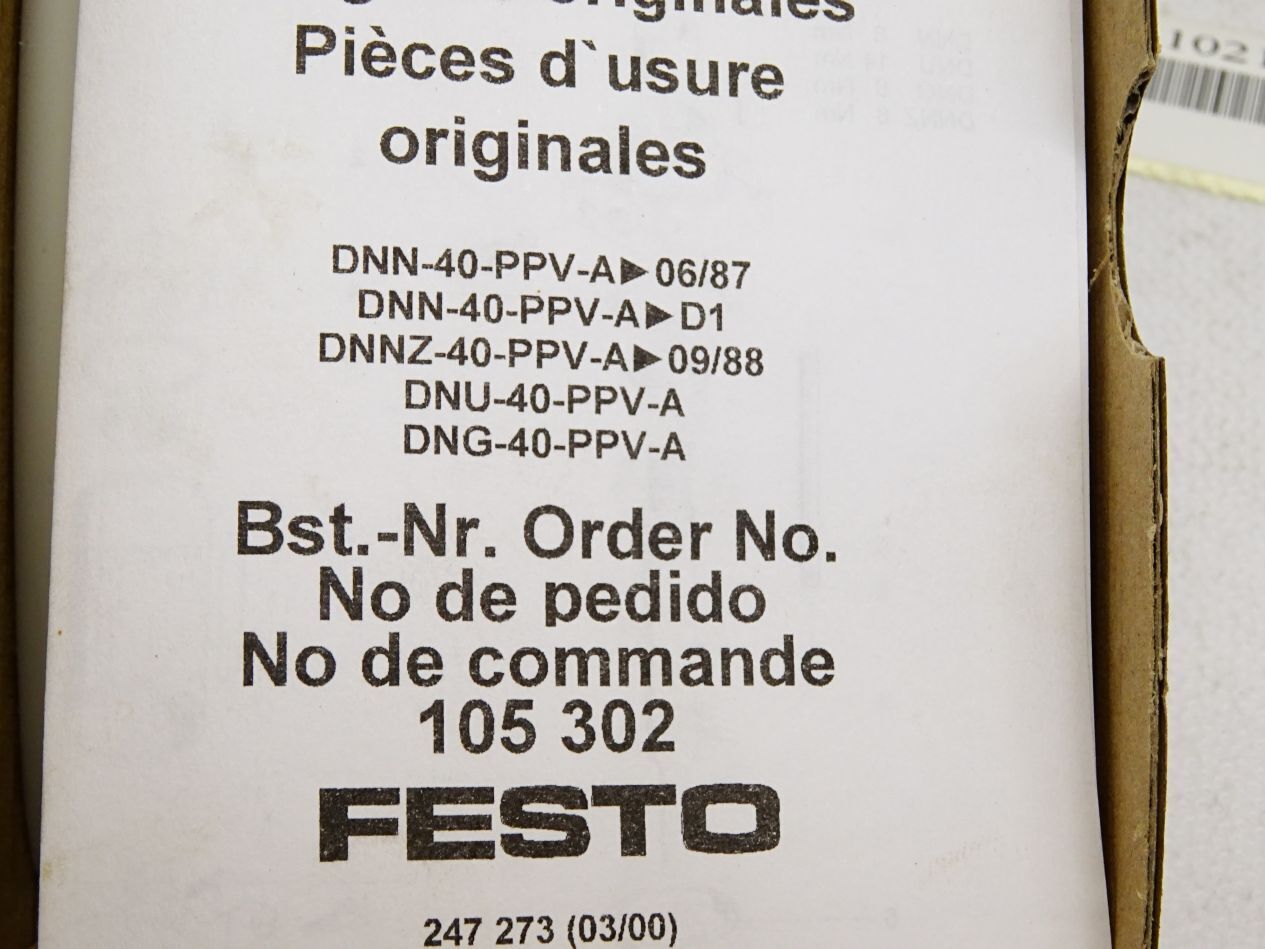 originales
Pièces d`usure
originales
DNN-40-PPV-A▶06/87
DNN-40-PPV-A▶D1
DNNZ-40-PPV-A▶09/88
DNU-40-PPV-A
DNG-40-PPV-A
Bst.-Nr. Order No.
No de pedido
No de commande
105 302
FESTO
247 273 (03/00)